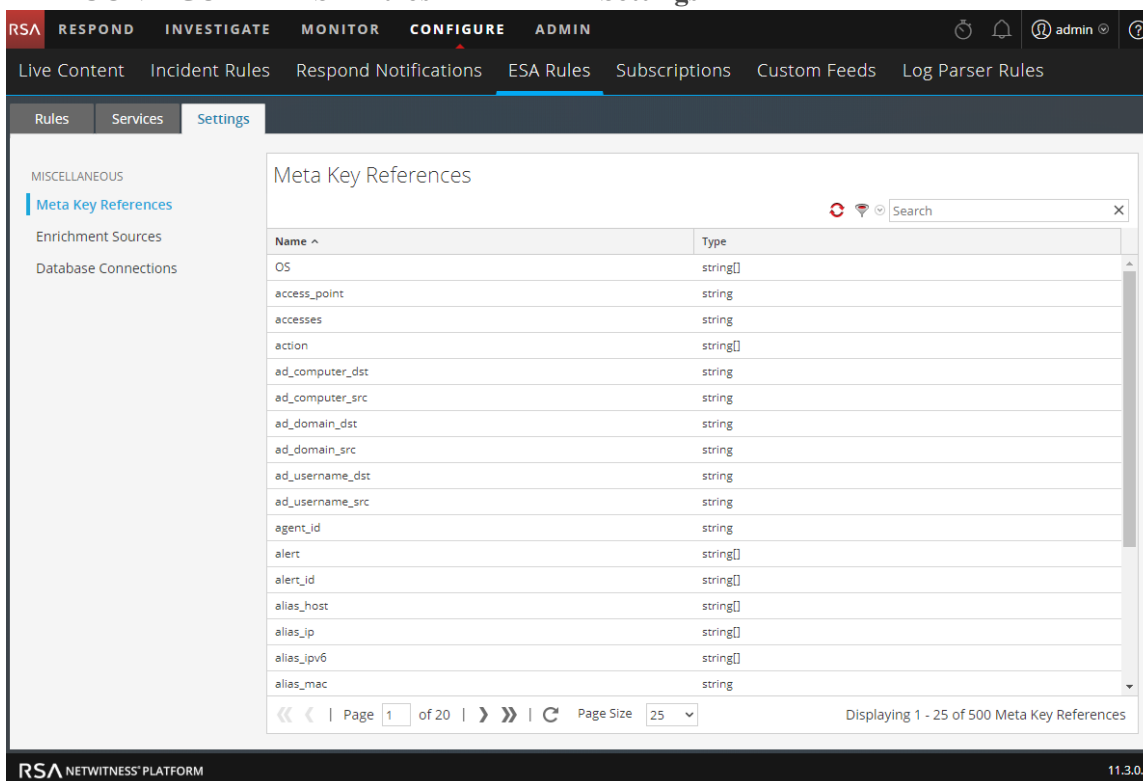 RSA RESPOND INVESTIGATE MONITOR CONFIGURE ADMIN admin
Live Content Incident Rules Respond Notifications ESA Rules Subscriptions Custom Feeds Log Parser Rules
Rules Services Settings
MISCELLANEOUS
Meta Key References
Enrichment Sources
Database Connections
Meta Key References
Search
Name Type
OS string[]
access_point string
accesses string
action string[]
ad_computer_dst string
ad_computer_src string
ad_domain_dst string
ad_domain_src string
ad_username_dst string
ad_username_src string
agent_id string
alert string[]
alert_id string[]
alias_host string[]
alias_ip string[]
alias_ipv6 string[]
alias_mac string
Page 1 of 20 Page Size 25 Displaying 1 - 25 of 500 Meta Key References
RSA NETWITNESS® PLATFORM 11.3.0.